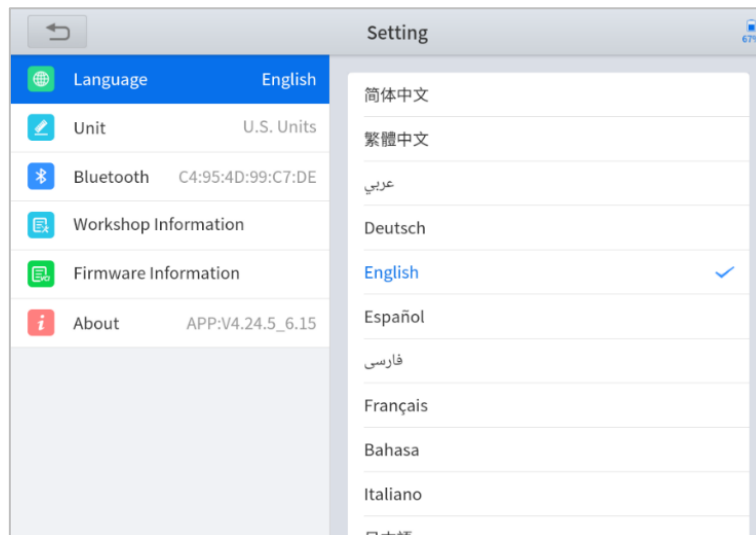 Setting
67%
Language English
Unit U.S. Units
Bluetooth C4:95:4D:99:C7:DE
Workshop Information
Firmware Information
About APP:V4.24.5_6.15
简体中文
繁體中文
عربي
Deutsch
English
Español
فارسی
Français
Bahasa
Italiano